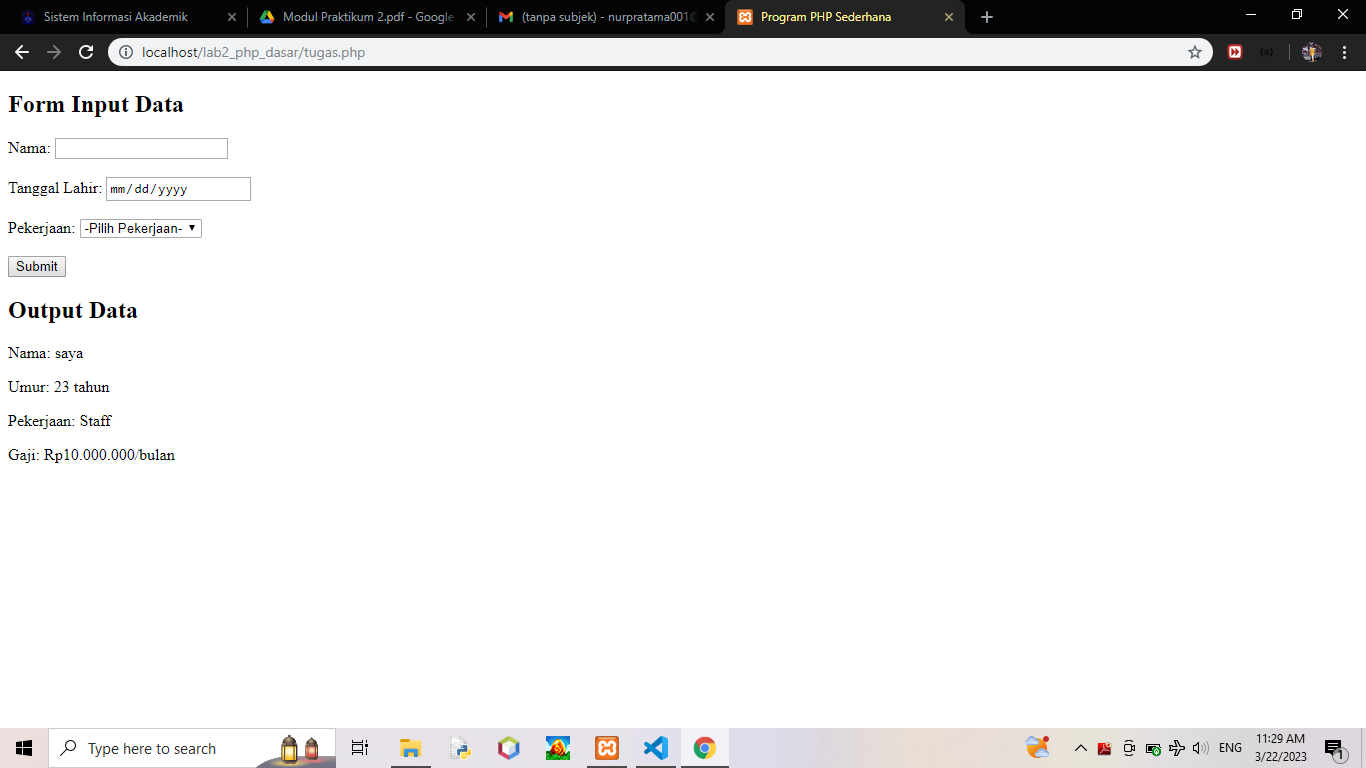 Sistem Informasi Akademik
Modul Praktikum 2.pdf - Google
(tanpa subjek) - nurpratama001@
Program PHP Sederhana
localhost/lab2_php_dasar/tugas.php
Form Input Data
Nama:
Tanggal Lahir: mm/dd/yyyy
Pekerjaan: -Pilih Pekerjaan-
Submit
Output Data
Nama: saya
Umur: 23 tahun
Pekerjaan: Staff
Gaji: Rp10.000.000/bulan
Type here to search
ENG
11:29 AM
3/22/2023
1